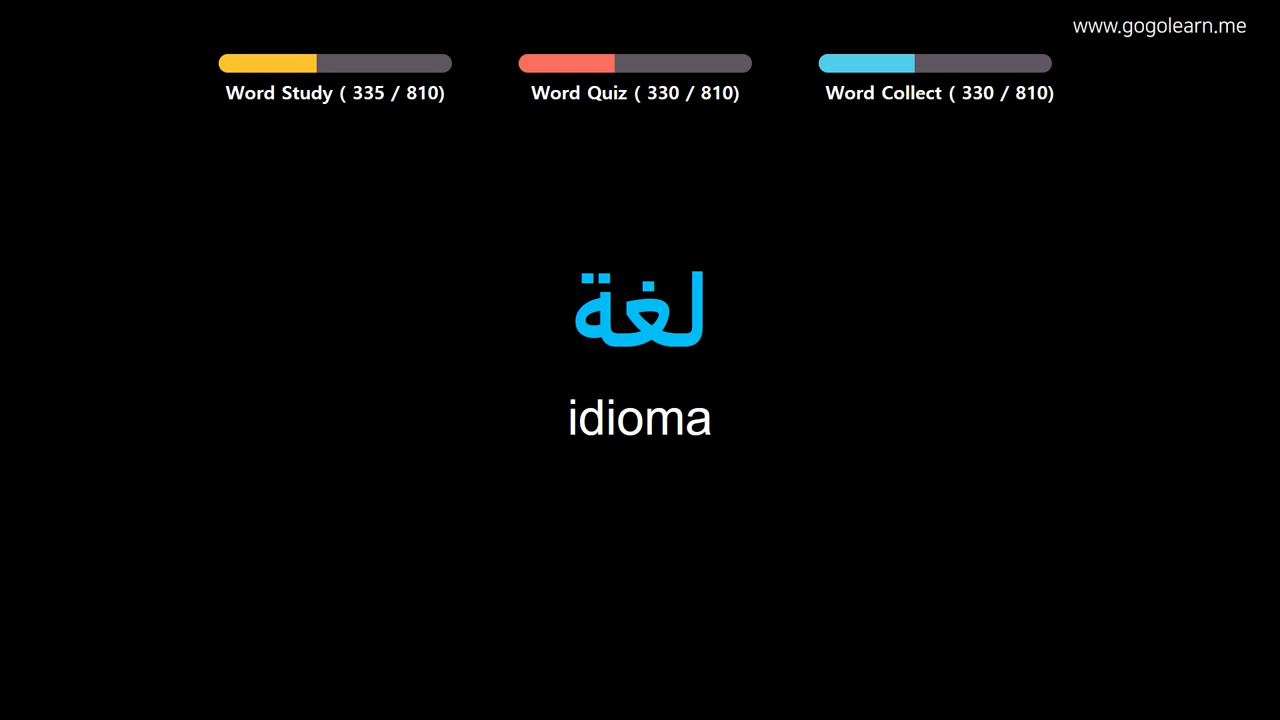 www.gogolearn.me
Word Study ( 335 / 810)
Word Quiz ( 330 / 810)
Word Collect ( 330 / 810)
لغة
idioma